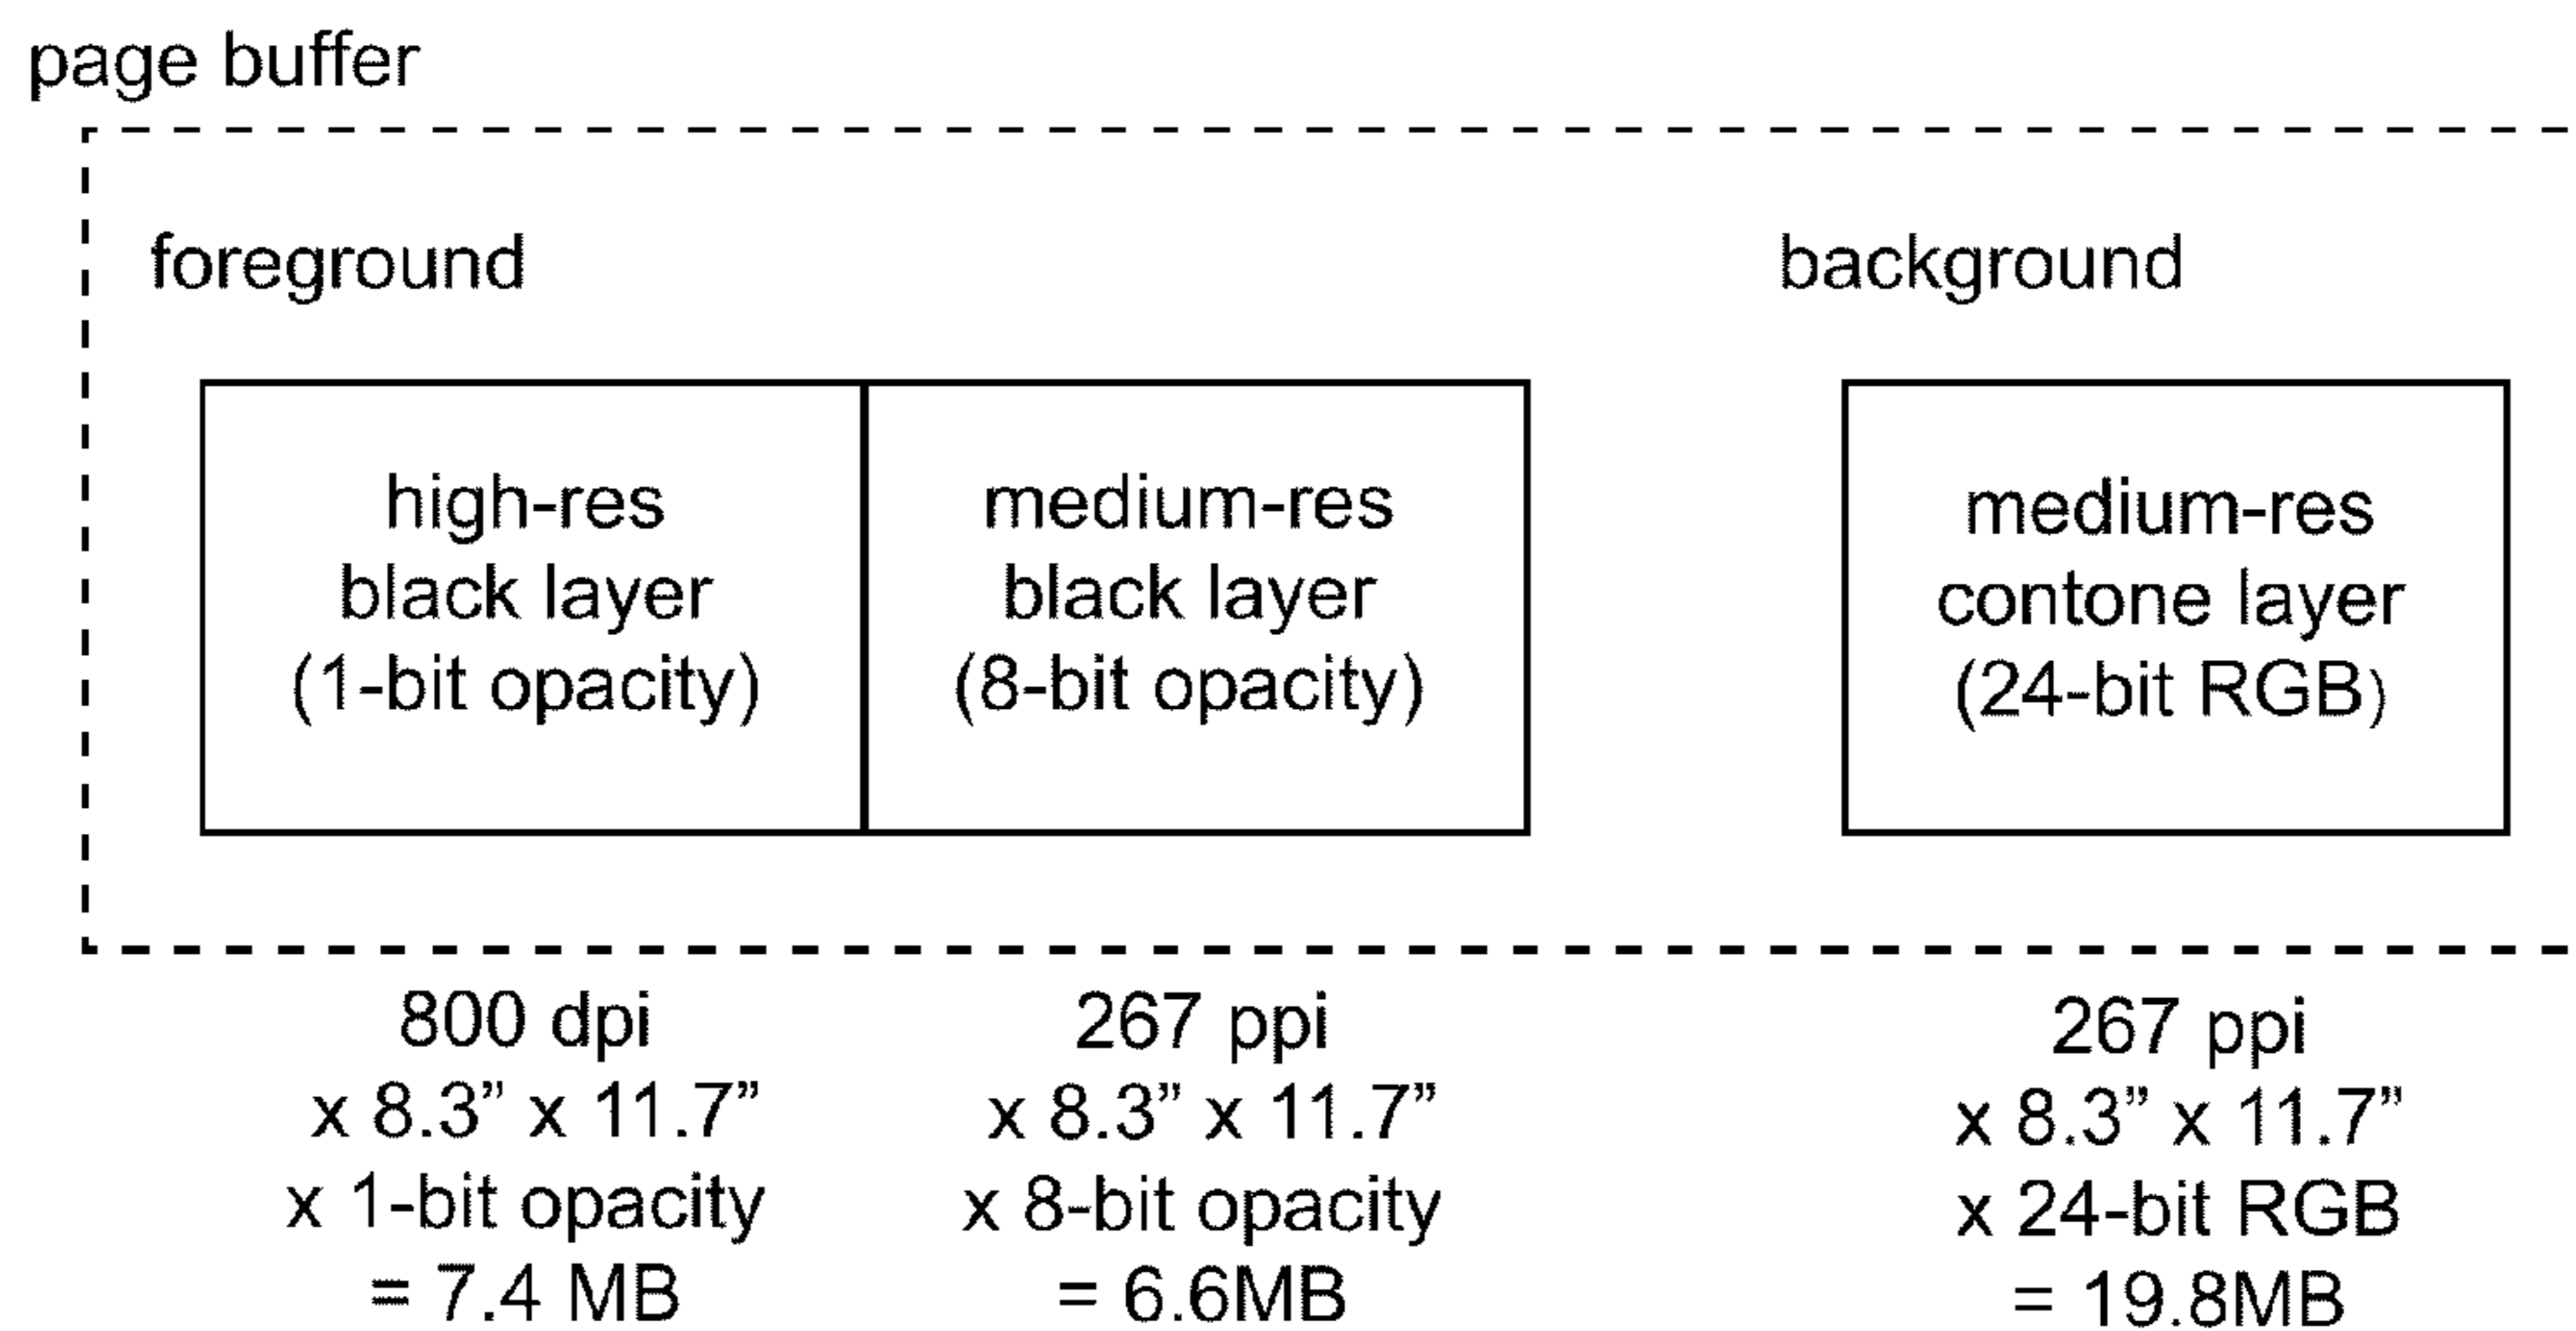 page buffer
foreground
background
high-res
black layer
(1-bit opacity)
medium-res
black layer
(8-bit opacity)
medium-res
contone layer
(24-bit RGB)
800 dpi
x 8.3” x 11.7”
x 1-bit opacity
= 7.4 MB
267 ppi
x 8.3” x 11.7”
x 8-bit opacity
= 6.6MB
267 ppi
x 8.3” x 11.7”
x 24-bit RGB
= 19.8MB